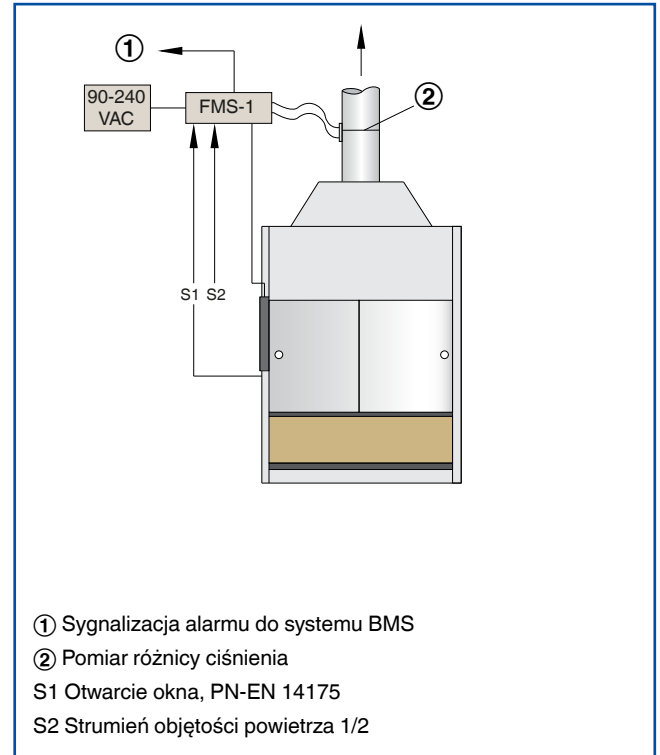 ①
②
90-240
VAC
FMS-1
S1 S2
① Sygnalizacja alarmu do systemu BMS
② Pomiar różnicy ciśnienia
S1 Otwarcie okna, PN-EN 14175
S2 Strumień objętości powietrza 1/2